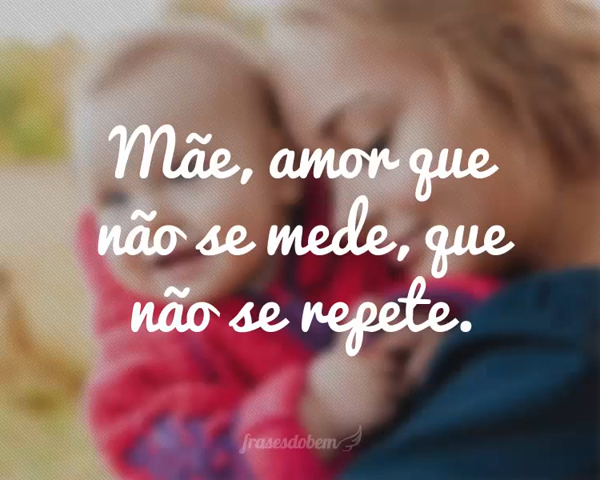 Mãe, amor que
não se mede, que
não se repete.
frasesdobem